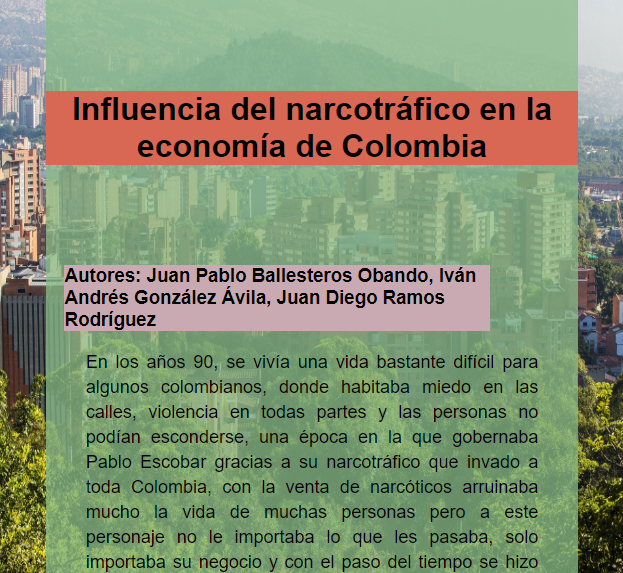 Influencia del narcotráfico en la
economía de Colombia
Autores: Juan Pablo Ballesteros Obando, Iván
Andrés González Ávila, Juan Diego Ramos
Rodríguez
En los años 90, se vivía una vida bastante difícil para
algunos colombianos, donde habitaba miedo en las
calles, violencia en todas partes y las personas no
podían esconderse, una época en la que gobernaba
Pablo Escobar gracias a su narcotráfico que invado a
toda Colombia, con la venta de narcóticos arruinaba
mucho la vida de muchas personas pero a este
personaje no le importaba lo que les pasaba, solo
importaba su negocio y con el paso del tiempo se hizo